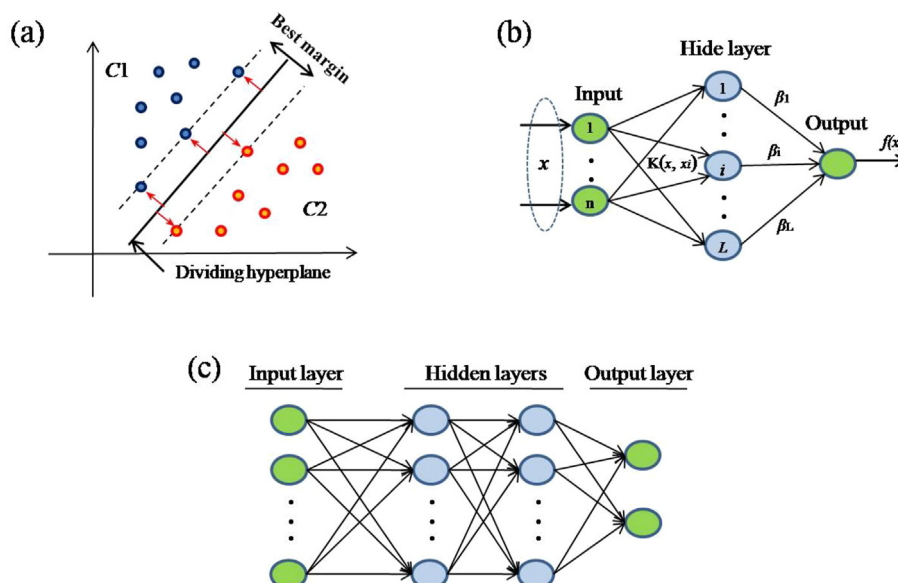 (a)
C1
Best margin
C2
Dividing hyperplane
(b)
Hide layer
Input
Output
x
1
n
K(x, xi)
1
i
L
β1
βi
βL
f(x
(c)
Input layer
Hidden layers
Output layer